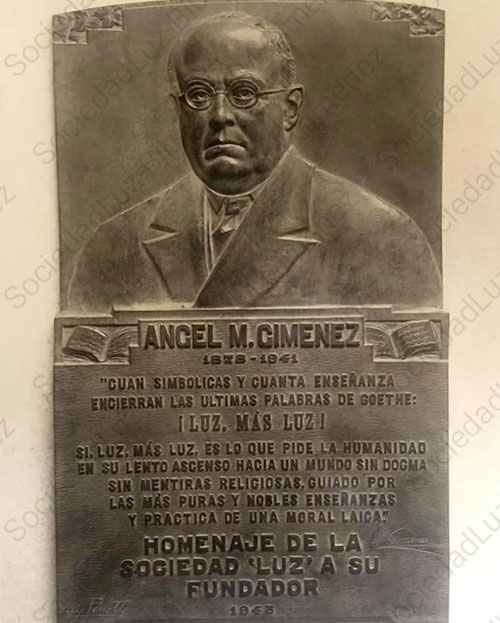 ANGEL M. GIMENEZ
1878-1941
"CUAN SIMBOLICAS Y CUANTA ENSEÑANZA
ENCIERRAN LAS ULTIMAS PALABRAS DE GOETHE:
¡LUZ, MÁS LUZ!
SI, LUZ, MÁS LUZ, ES LO QUE PIDE LA HUMANIDAD
EN SU LENTO ASCENSO HACIA UN MUNDO SIN DOGMA
SIN MENTIRAS RELIGIOSAS, GUIADO POR
LAS MÁS PURAS Y NOBLES ENSEÑANZAS
Y PRACTICA DE UNA MORAL LAICA."
HOMENAJE DE LA
SOCIEDAD 'LUZ' A SU
FUNDADOR
1943